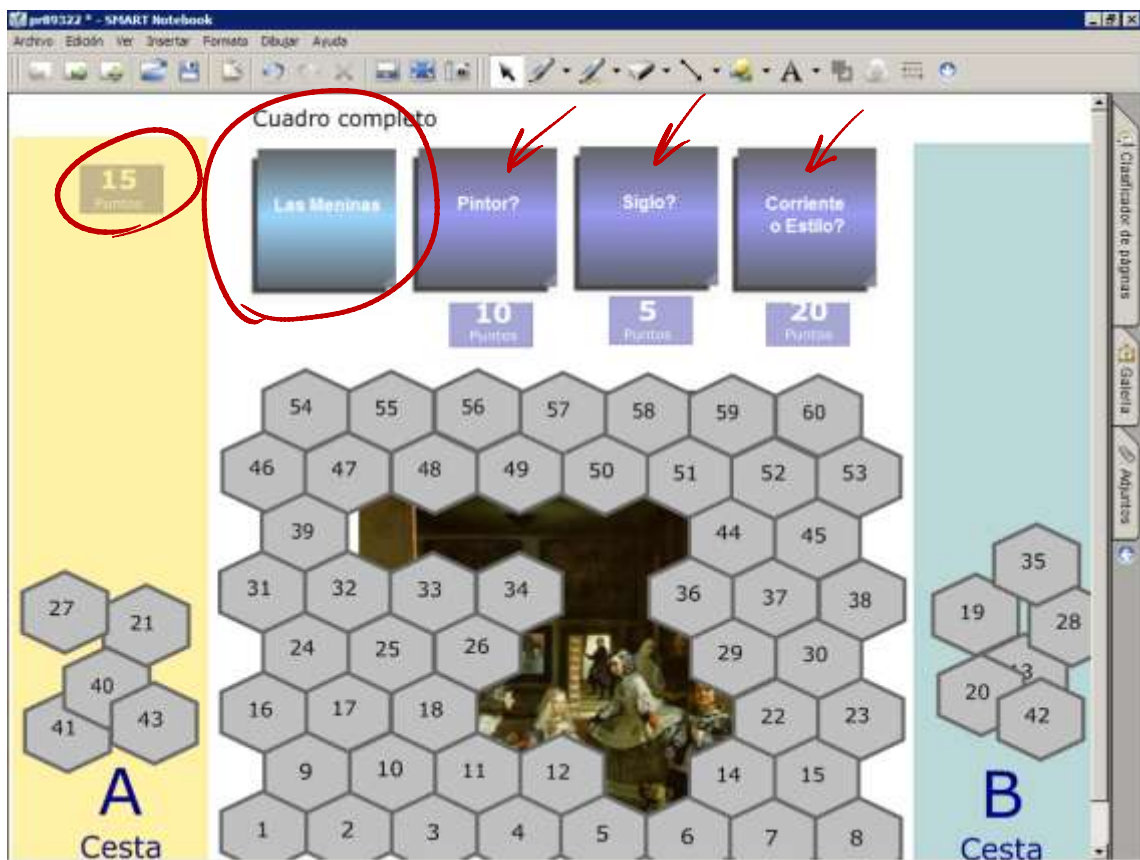 pr89322 * - SMART Notebook
Archivo Edición Ver Insertar Formato Dibujar Ayuda
Cuadro completo
15
Puntos
Las Meninas
Pintor?
Siglo?
Corriente
o Estilo?
10
Puntos
5
Puntos
20
Puntos
54 55 56 57 58 59 60
46 47 48 49 50 51 52 53
39 44 45
31 32 33 34 36 37 38
24 25 26 29 30
16 17 18 22 23
9 10 11 12 14 15
1 2 3 4 5 6 7 8
27 21
40
41 43
A
Cesta
35
19 28
13
20 42
B
Cesta
Clasificador de páginas
Galería
Adjuntos